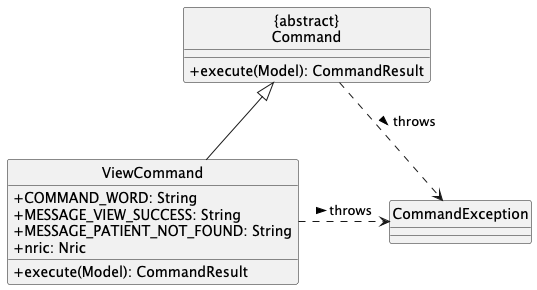 {abstract}
Command
+execute(Model): CommandResult
throws
ViewCommand
+COMMAND_WORD: String
+MESSAGE_VIEW_SUCCESS: String
+MESSAGE_PATIENT_NOT_FOUND: String
+nric: Nric
+execute(Model): CommandResult
throws
CommandException